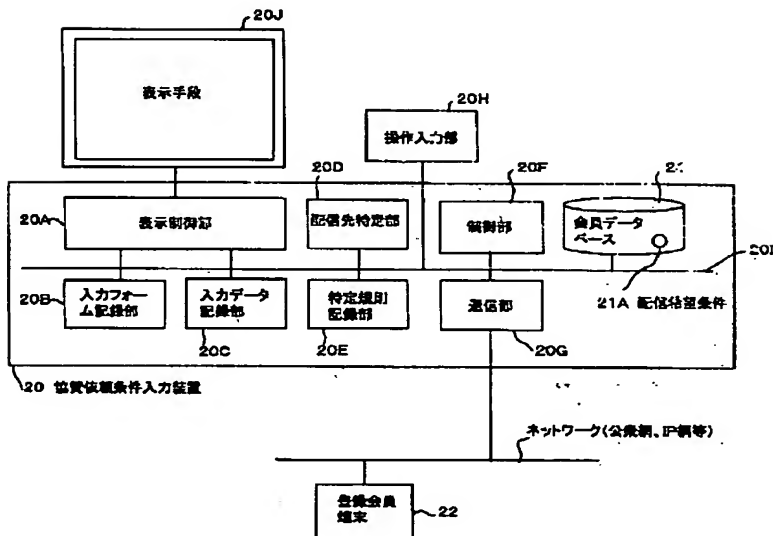 20J
表示手段
20H
操作入力部
20D
20F
20A
表示制御部
配信先特定部
制御部
会員データ
ベース
20I
20B
入力フォー
ム記録部
入力データ
記録部
特定規則
記録部
通信部
21A 配信希望条件
20C
20E
20G
20 協賛依頼条件入力装置
ネットワーク(公衆網、IP網等)
登録会員
端末
22